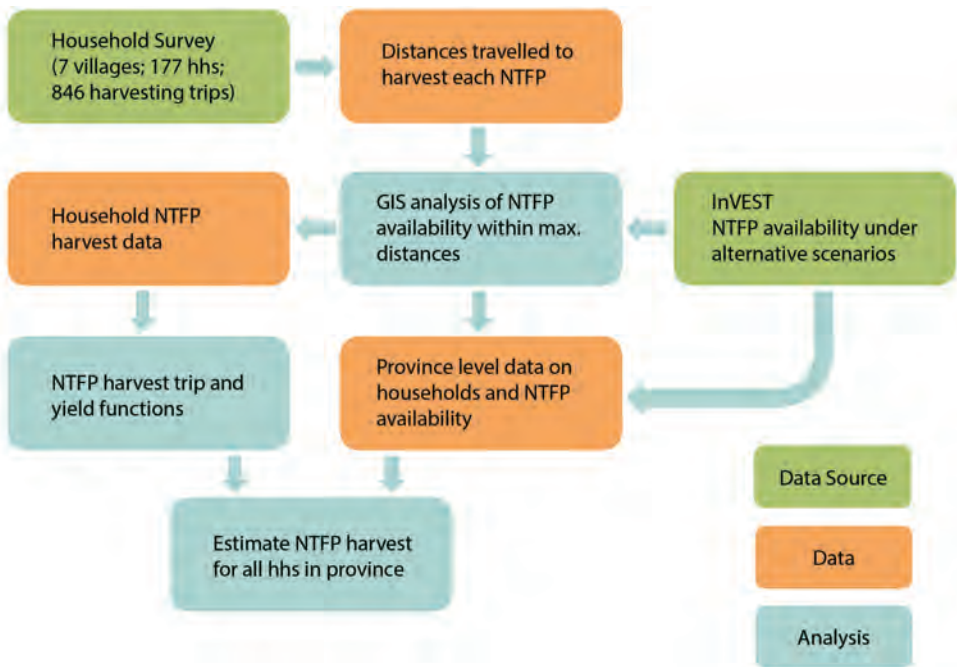 Household Survey
(7 villages; 177 hhs;
846 harvesting trips)
Distances travelled to
harvest each NTFP
Household NTFP
harvest data
GIS analysis of NTFP
availability within max.
distances
InVEST
NTFP availability under
alternative scenarios
NTFP harvest trip and
yield functions
Province level data on
households and NTFP
availability
Estimate NTFP harvest
for all hhs in province
Data Source
Data
Analysis